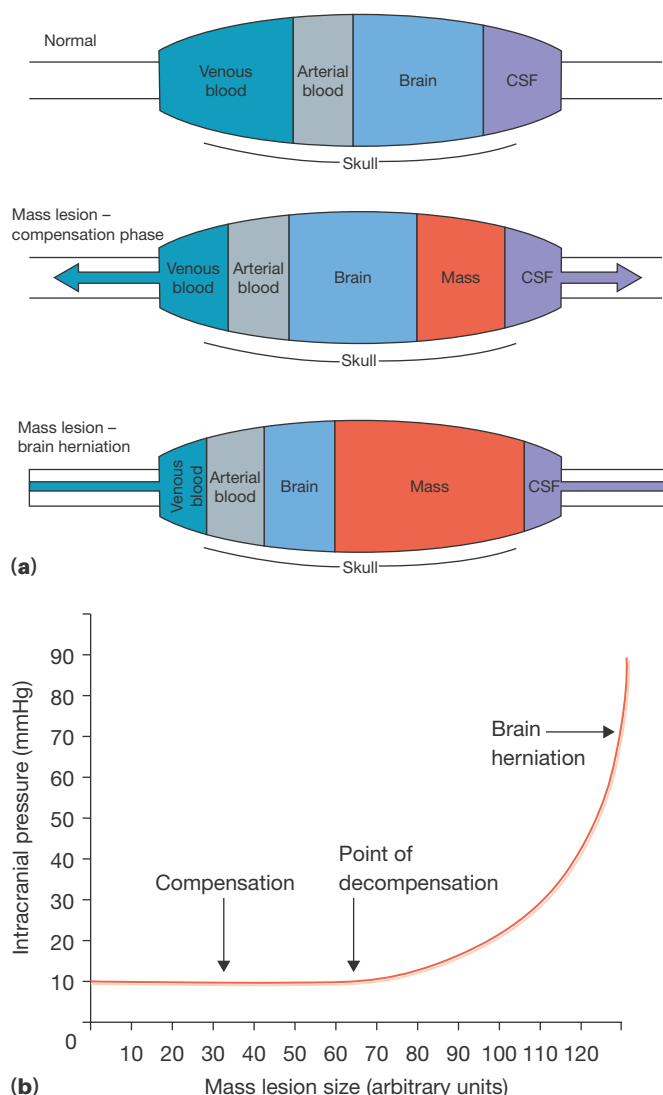 Normal
Venous
blood
Arterial
blood
Brain
CSF
Skull
Mass lesion –
compensation phase
Venous
blood
Arterial
blood
Brain
Mass
CSF
Skull
Mass lesion –
brain herniation
Venous
blood
Arterial
blood
Brain
Mass
CSF
Skull
(a)
Intracranial pressure (mmHg)
90
80
70
60
50
40
30
20
10
0
Brain
herniation
Compensation
Point of
decompensation
10 20 30 40 50 60 70 80 90 100 110 120
Mass lesion size (arbitrary units)
(b)